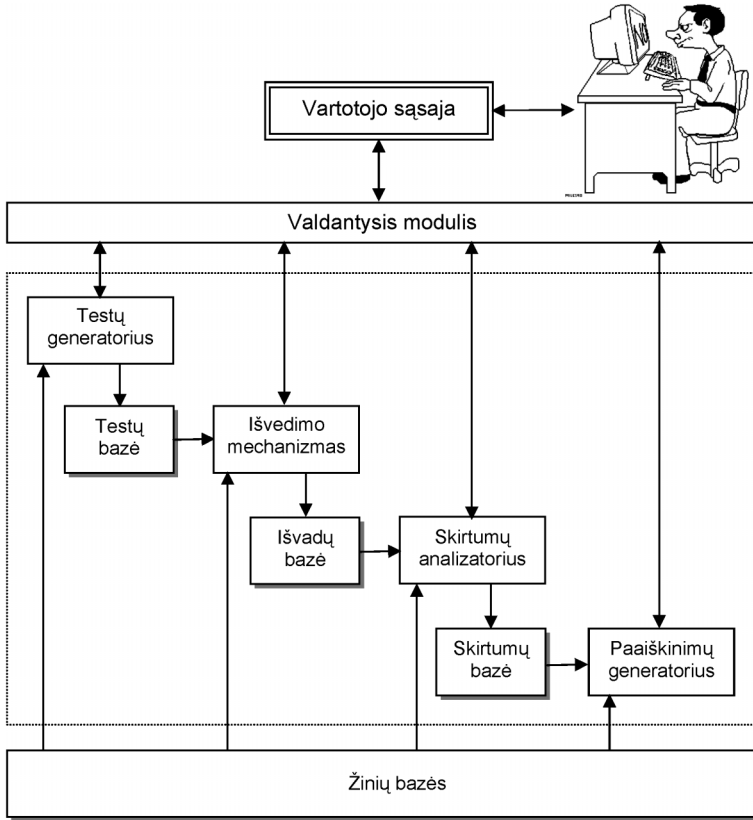 Vartotojo sąsaja
Valdantysis modulis
Testų
generatorius
Testų
bazė
Išvedimo
mechanizmas
Išvadų
bazė
Skirtumų
analizatorius
Skirtumų
bazė
Paaiškinimų
generatorius
Žinių bazės